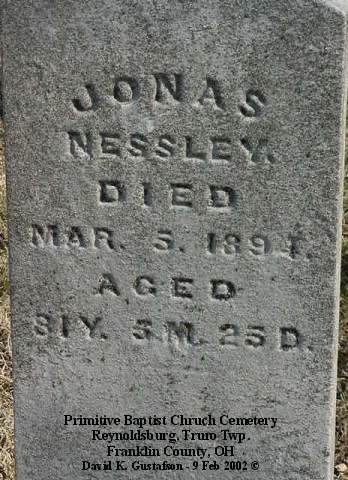 JONAS
NESSLEY.
DIED
MAR. 5. 1894.
AGED
81Y. 5M. 25D.
Primitive Baptist Chruch Cemetery
Reynoldsburg, Truro Twp.
Franklin County, OH
David K. Gustafson - 9 Feb 2002 ©